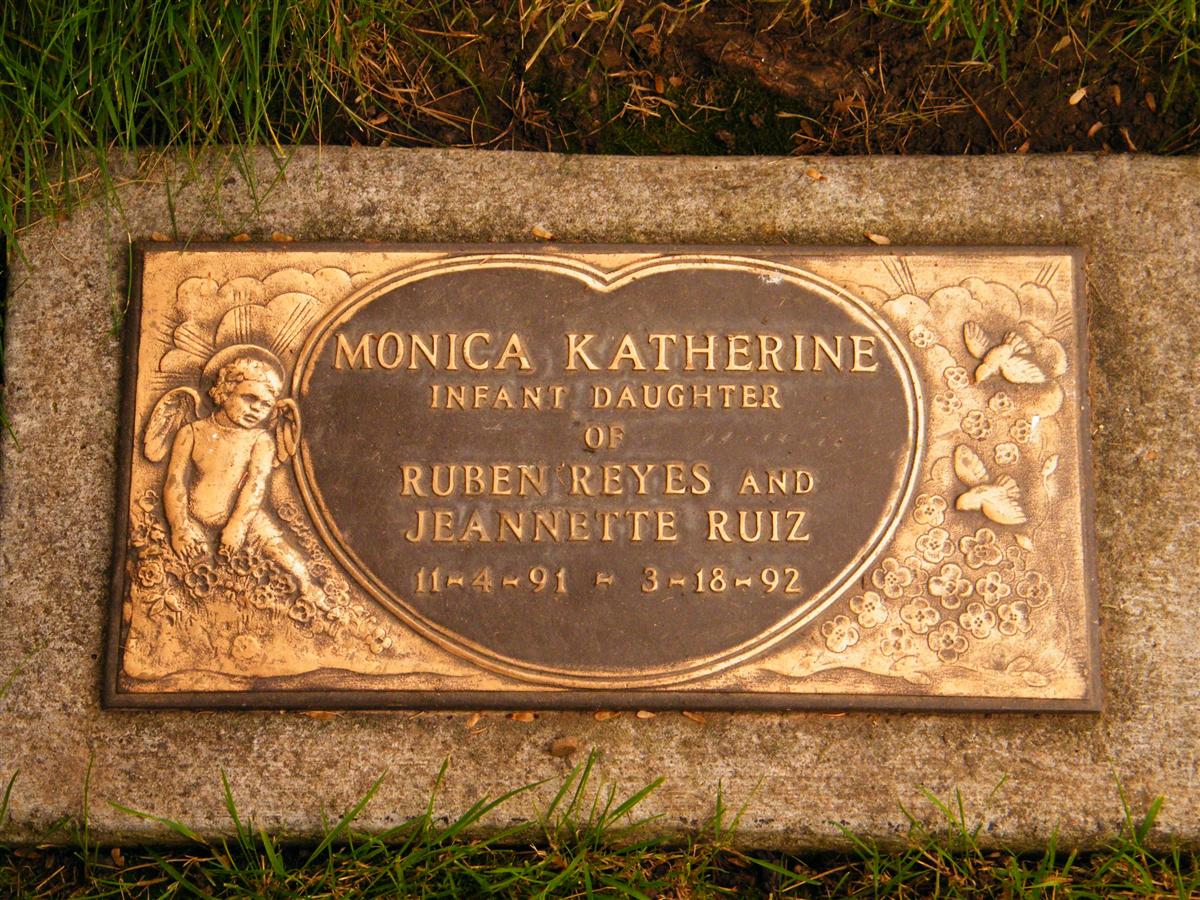 MONICA KATHERINE
INFANT DAUGHTER
OF
RUBEN REYES AND
JEANNETTE RUIZ
11-4-91 - 3-18-92